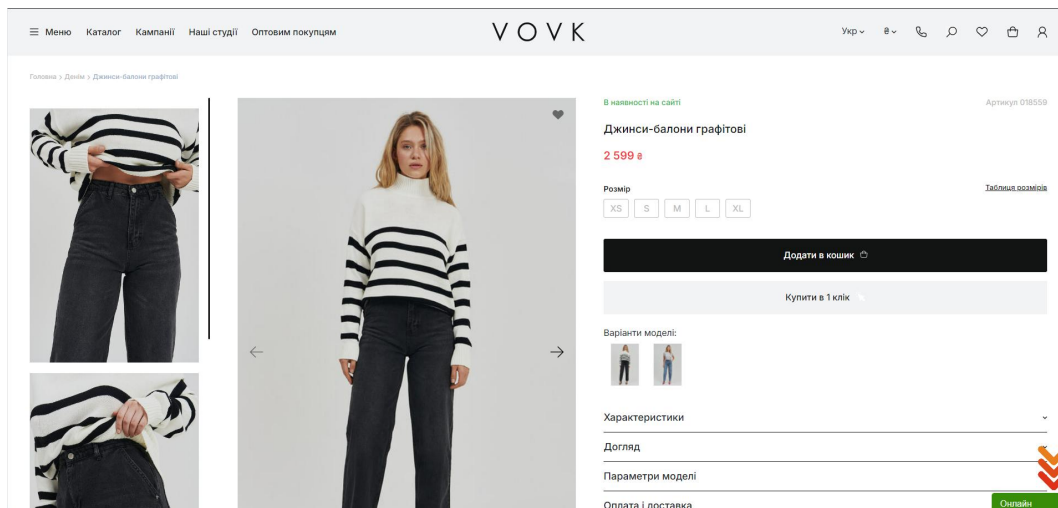 Меню Каталог Кампанії Наші студії Оптовим покупцям VOVK Укр ₴
Головна > Денім > Джинси-балони графітові
В наявності на сайті Артикул 018559
Джинси-балони графітові
2 599 ₴
Розмір Таблиця розмірів
XS S M L XL
Додати в кошик
Купити в 1 клік
Варіанти моделі:
Характеристики
Догляд
Параметри моделі
Оплата і доставка
Онлайн